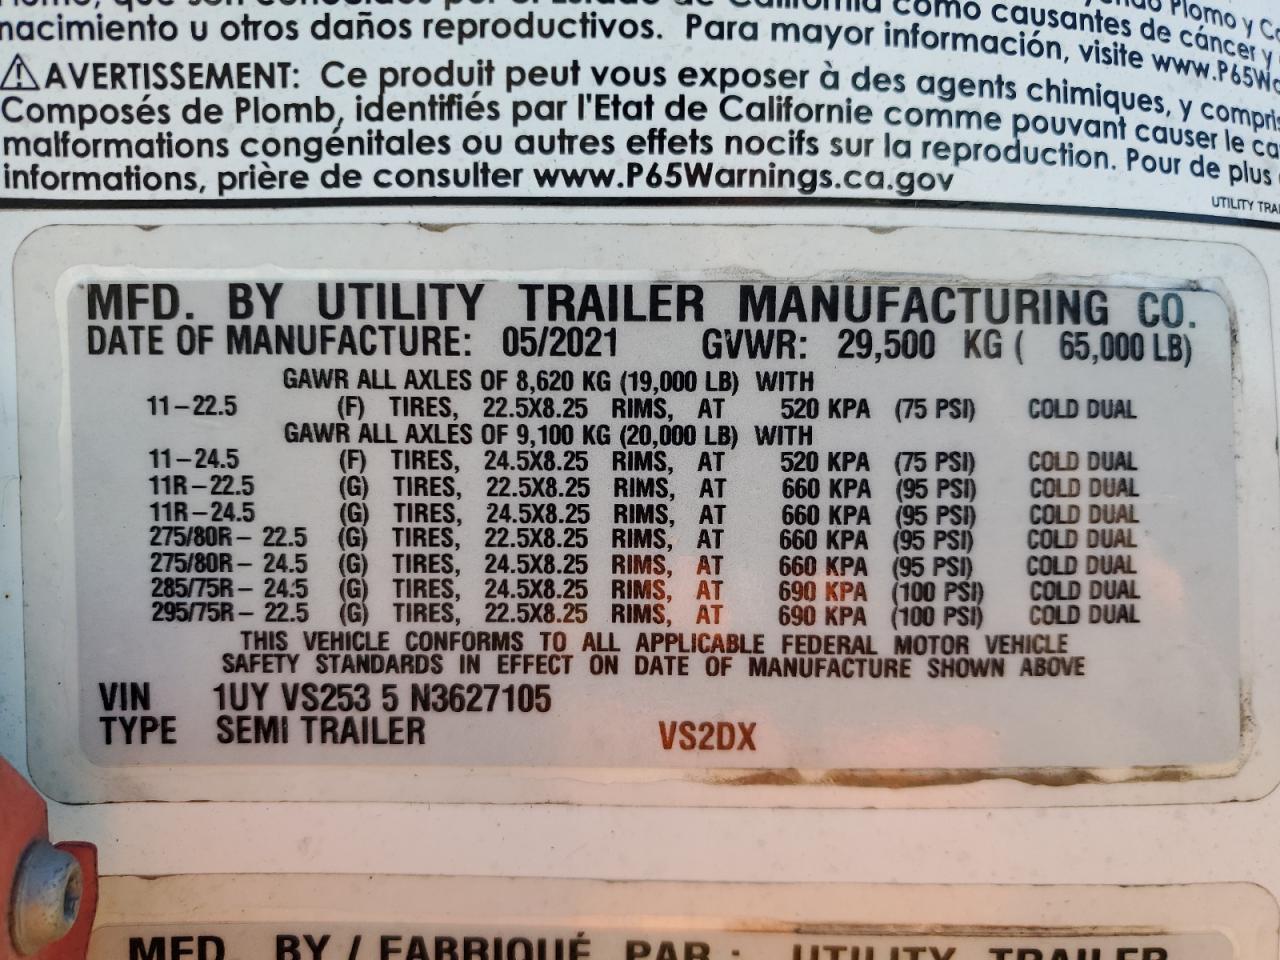 nacimiento u otros daños reproductivos. Para mayor información, visite www.P65Wa
como causantes de cáncer y
Plomo y
⚠AVERTISSEMENT: Ce produit peut vous exposer à des agents chimiques, y compris
Composés de Plomb, identifiés par l'Etat de Californie comme pouvant causer le ca
malformations congénitales ou autres effets nocifs sur la reproduction. Pour de plus
informations, prière de consulter www.P65Warnings.ca.gov
UTILITY TRAI
MFD. BY UTILITY TRAILER MANUFACTURING CO.
DATE OF MANUFACTURE: 05/2021 GVWR: 29,500 KG ( 65,000 LB)
GAWR ALL AXLES OF 8,620 KG (19,000 LB) WITH
11-22.5 (F) TIRES, 22.5X8.25 RIMS, AT 520 KPA (75 PSI) COLD DUAL
GAWR ALL AXLES OF 9,100 KG (20,000 LB) WITH
11-24.5 (F) TIRES, 24.5X8.25 RIMS, AT 520 KPA (75 PSI) COLD DUAL
11R-22.5 (G) TIRES, 22.5X8.25 RIMS, AT 660 KPA (95 PSI) COLD DUAL
11R-24.5 (G) TIRES, 24.5X8.25 RIMS, AT 660 KPA (95 PSI) COLD DUAL
275/80R- 22.5 (G) TIRES, 22.5X8.25 RIMS, AT 660 KPA (95 PSI) COLD DUAL
275/80R- 24.5 (G) TIRES, 24.5X8.25 RIMS, AT 660 KPA (95 PSI) COLD DUAL
285/75R- 24:5 (G) TIRES, 24.5X8.25 RIMS, AT 690 KPA (100 PSI) COLD DUAL
295/75R- 22.5 (G) TIRES, 22.5X8.25 RIMS, AT 690 KPA (100 PSI) COLD DUAL
THIS VEHICLE CONFORMS TO ALL APPLICABLE FEDERAL MOTOR VEHICLE
SAFETY STANDARDS IN EFFECT ON DATE OF MANUFACTURE SHOWN ABOVE
VIN 1UY VS253 5 N3627105
TYPE SEMI TRAILER VS2DX
MFD. BY / FABRIQUÉ PAR : UTILITY TRAILER